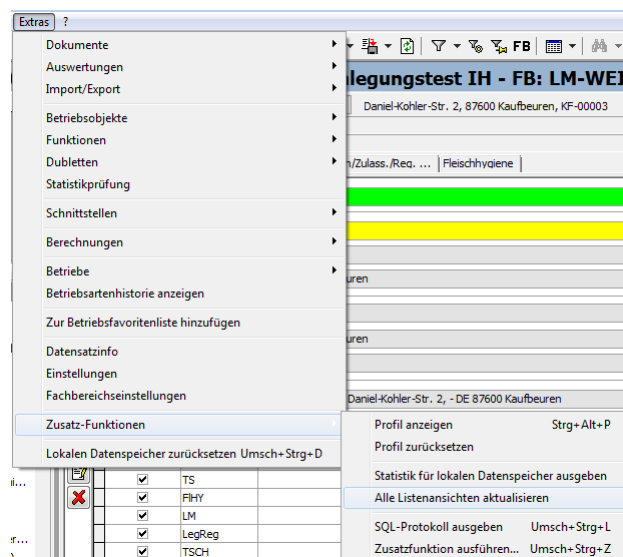 Extras ?
Dokumente
Auswertungen
Import/Export
Betriebsobjekte
Funktionen
Dubletten
Statistikprüfung
Schnittstellen
Berechnungen
Betriebe
Betriebsartenhistorie anzeigen
Zur Betriebsfavoritenliste hinzufügen
Datensatzinfo
Einstellungen
Fachbereichseinstellungen
Zusatz-Funktionen
Lokalen Datenspeicher zurücksetzen Umsch+Strg+D
FB
legungstest IH - FB: LM-WEI
Daniel-Kohler-Str. 2, 87600 Kaufbeuren, KF-00003
n/Zulass./Reg. ... Fleischhygiene
uren
uren
Daniel-Kohler-Str. 2, - DE 87600 Kaufbeuren
Profil anzeigen Strg+Alt+P
Profil zurücksetzen
Statistik für lokalen Datenspeicher ausgeben
Alle Listenansichten aktualisieren
SQL-Protokoll ausgeben Umsch+Strg+L
Zusatzfunktion ausführen... Umsch+Strg+Z
TS
FlHY
LM
LegReg
TSCH